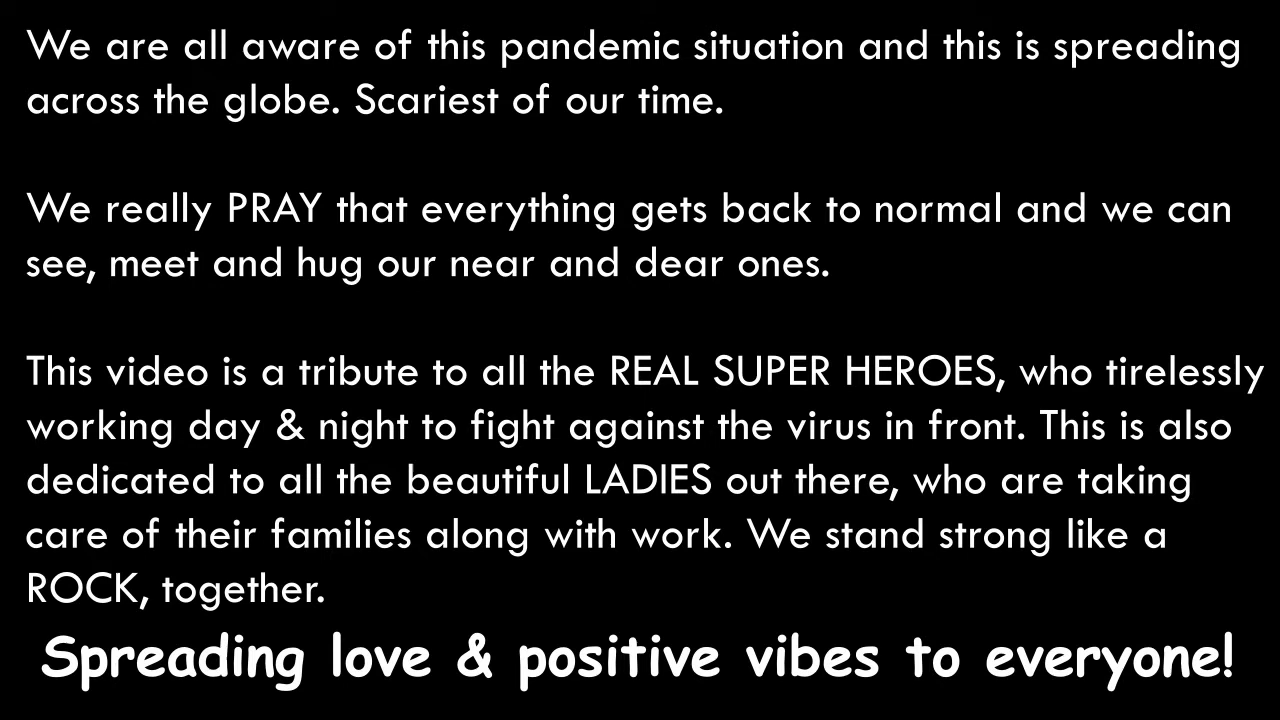 We are all aware of this pandemic situation and this is spreading
across the globe. Scariest of our time.
We really PRAY that everything gets back to normal and we can
see, meet and hug our near and dear ones.
This video is a tribute to all the REAL SUPER HEROES, who tirelessly
working day & night to fight against the virus in front. This is also
dedicated to all the beautiful LADIES out there, who are taking
care of their families along with work. We stand strong like a
ROCK, together.
Spreading love & positive vibes to everyone!